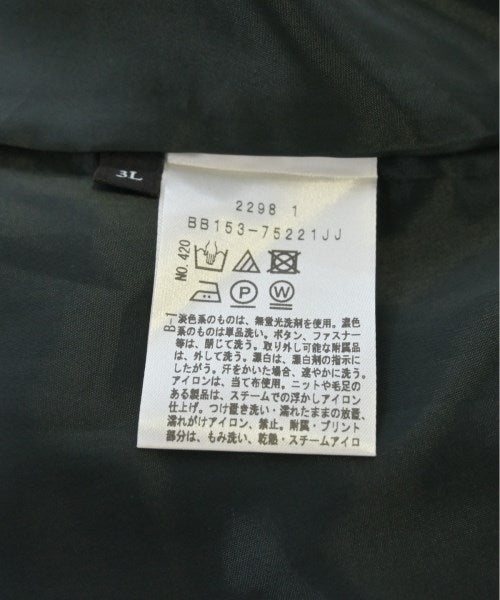 3L
2298 1
BB153-75221JJ
NO.420
P
W
B-1
淡色系のものは、無蛍光洗剤を使用。濃色
系のものは単品洗い。ボタン、ファスナー
等は、閉じて洗う。取り外し可能な附属品
は、外して洗う。漂白は、漂白剤の指示に
したがう。汗をかいた場合、速やかに洗う。
アイロンは、当て布使用。ニットや毛足の
ある製品は、スチームでの浮かしアイロン
仕上げ。つけ置き洗い・濡れたままの放置、
濡れがけアイロン、禁止。附属・プリント
部分は、もみ洗い、乾熱・スチームアイロ